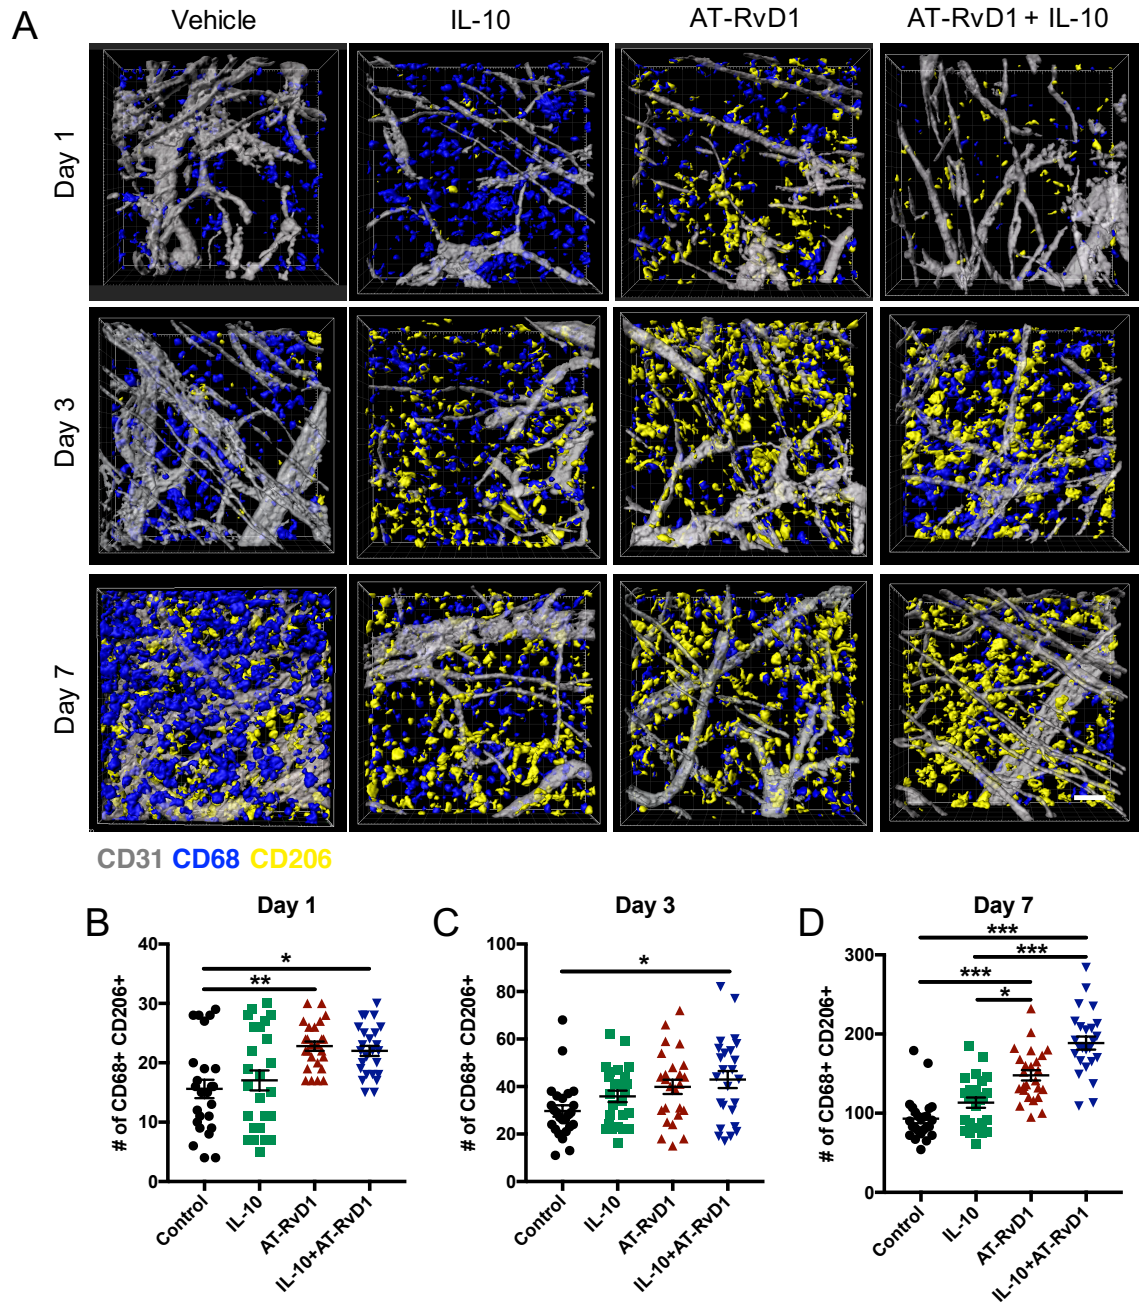 A
Vehicle
IL-10
AT-RvD1
AT-RvD1 + IL-10
Day 1
Day 3
Day 7
CD31 CD68 CD206
B
Day 1
# of CD68+ CD206+
40
30
20
10
0
**
*
Control
IL-10
AT-RvD1
IL-10+AT-RvD1
C
Day 3
# of CD68+ CD206+
100
80
60
40
20
0
*
Control
IL-10
AT-RvD1
IL-10+AT-RvD1
D
Day 7
# of CD68+ CD206+
300
200
100
0
***
***
***
*
Control
IL-10
AT-RvD1
IL-10+AT-RvD1